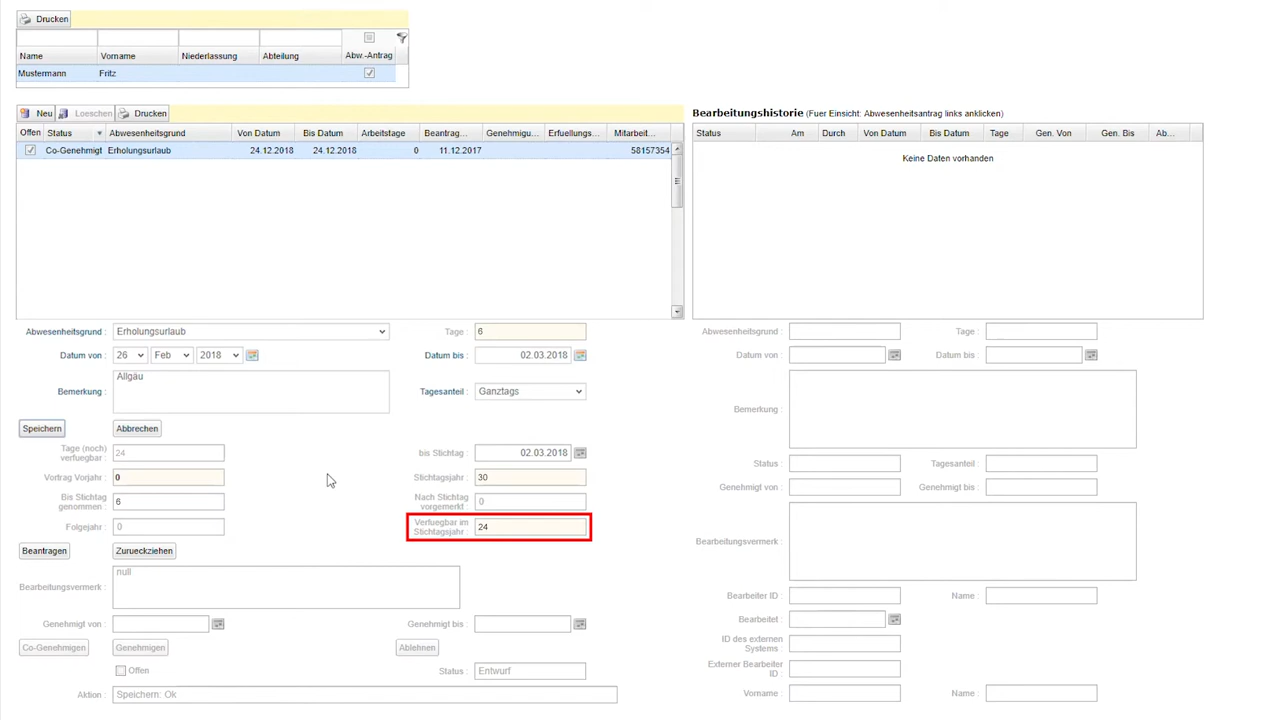 Drucken
Name Vorname Niederlassung Abteilung Abw.-Antrag
Mustermann Fritz
Neu Loeschen Drucken
Bearbeitungshistorie (Fuer Einsicht: Abwesenheitsantrag links anklicken)
Offen Status Abwesenheitsgrund Von Datum Bis Datum Arbeitstage Beantrag... Genehmigu... Erfuellungs... Mitarbeit...
Status Am Durch Von Datum Bis Datum Tage Gen. Von Gen. Bis Ab...
Co-Genehmigt Erholungsurlaub 24.12.2018 24.12.2018 0 11.12.2017 58157354
Keine Daten vorhanden
Abwesenheitsgrund : Erholungsurlaub Tage : 6
Datum von : 26 Feb 2018 Datum bis : 02.03.2018
Bemerkung : Allgäu Tagesanteil : Ganztags
Speichern Abbrechen
Tage (noch) verfuegbar : 24 bis Stichtag : 02.03.2018
Vortrag Vorjahr : 0 Stichtagsjahr : 30
Bis Stichtag genommen : 6 Nach Stichtag vorgemerkt : 0
Folgejahr : 0 Verfuegbar im Stichtagsjahr : 24
Beantragen Zurueckziehen
Bearbeitungsvermerk : null
Genehmigt von : Genehmigt bis :
Co-Genehmigen Genehmigen Ablehnen
Offen Status : Entwurf
Aktion : Speichern: Ok
Abwesenheitsgrund : Tage :
Datum von : Datum bis :
Bemerkung :
Status : Tagesanteil :
Genehmigt von : Genehmigt bis :
Bearbeitungsvermerk :
Bearbeiter ID : Name :
Bearbeitet :
ID des externen Systems :
Externer Bearbeiter ID :
Vorname : Name :